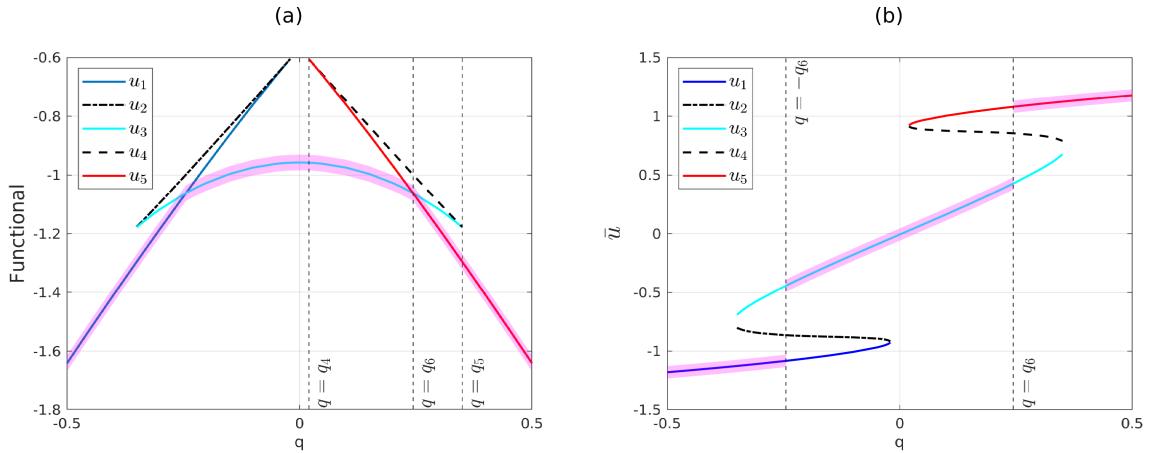 (a)
Functional
-0.6
-0.8
-1
-1.2
-1.4
-1.6
-1.8
u₁
u₂
u₃
u₄
u₅
q = q₄
q = q₆
q = q₅
-0.5
0
0.5
q
(b)
ū
1.5
1
0.5
0
-0.5
-1
-1.5
u₁
u₂
u₃
u₄
u₅
q = −q₆
q = q₆
-0.5
0
0.5
q